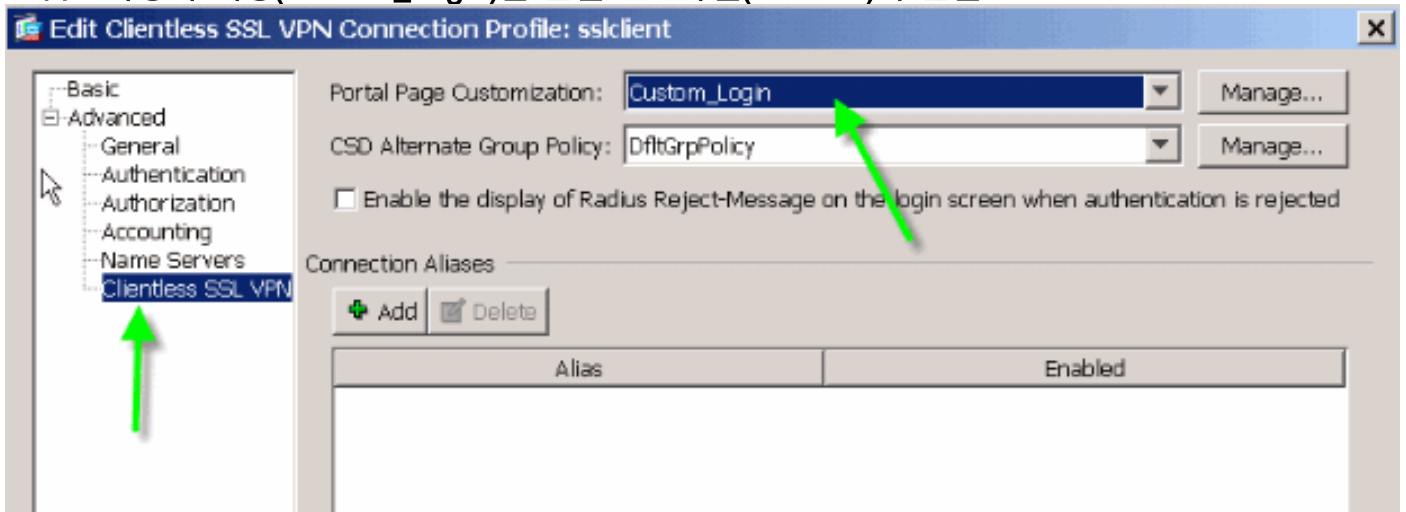 Edit Clientless SSL VPN Connection Profile: sslclient
Basic
Advanced
General
Authentication
Authorization
Accounting
Name Servers
Clientless SSL VPN
Portal Page Customization: Custom_Login Manage...
CSD Alternate Group Policy: DfltGrpPolicy Manage...
Enable the display of Radius Reject-Message on the login screen when authentication is rejected
Connection Aliases
Add Delete
Alias Enabled